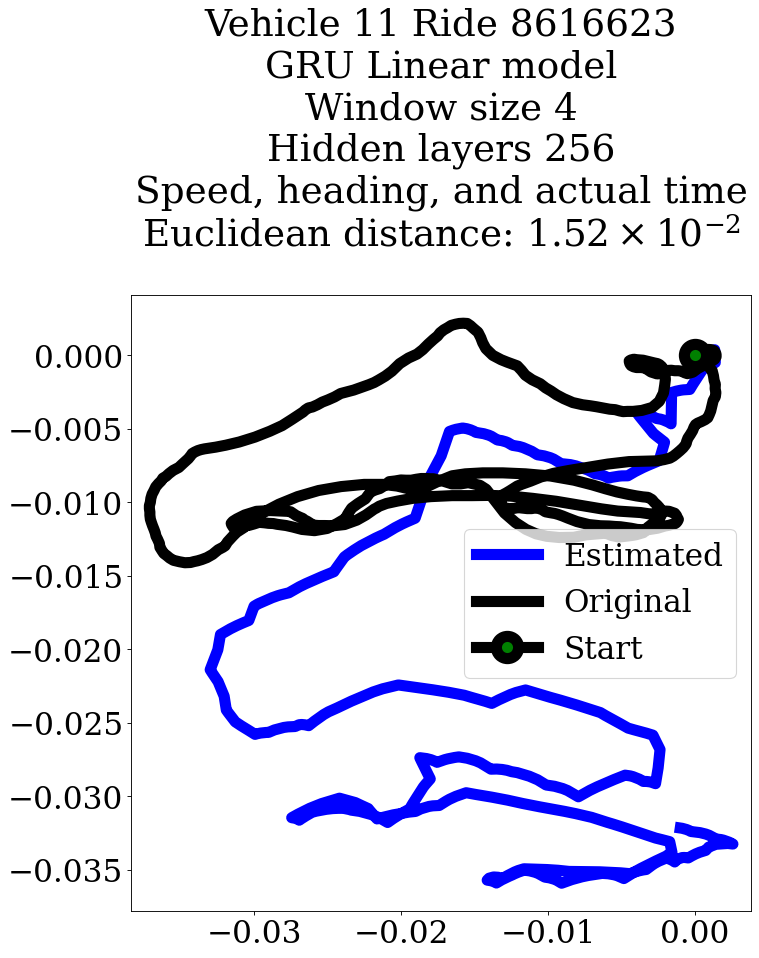 Vehicle 11 Ride 8616623
GRU Linear model
Window size 4
Hidden layers 256
Speed, heading, and actual time
Euclidean distance: 1.52 × 10⁻²
0.000
−0.005
−0.010
−0.015
−0.020
−0.025
−0.030
−0.035
Estimated
Original
Start
−0.03
−0.02
−0.01
0.00